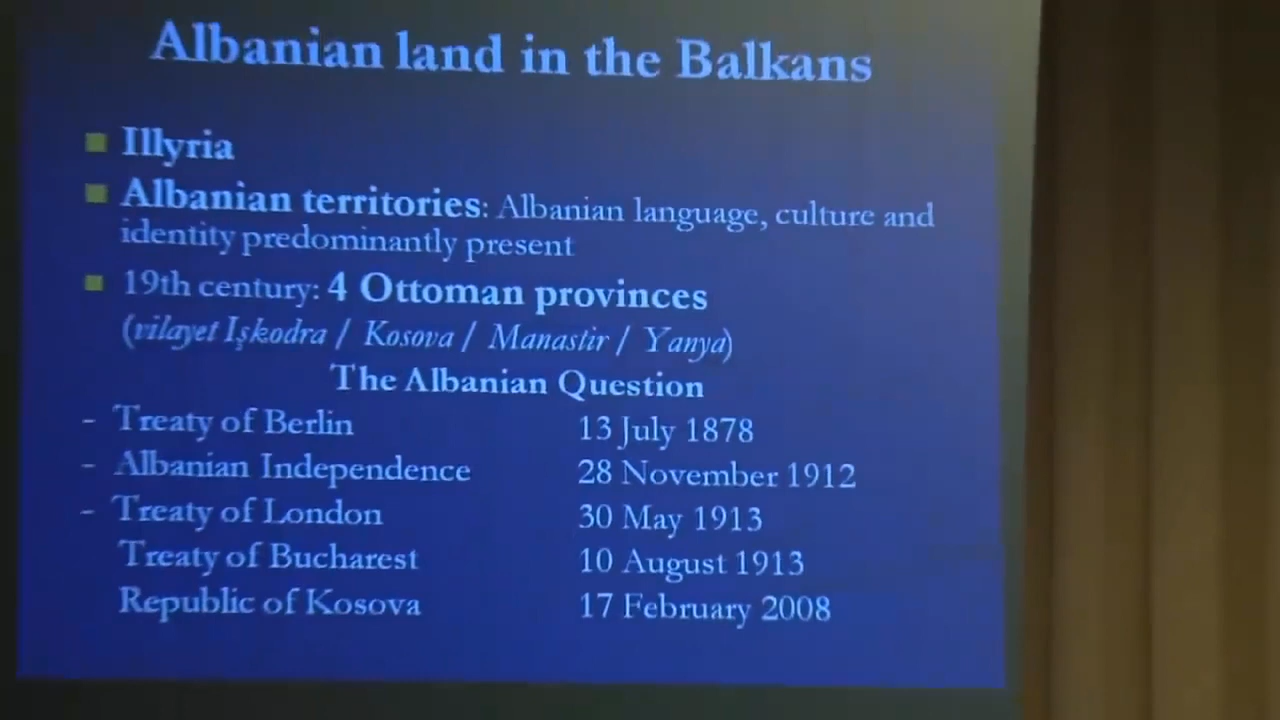 Albanian land in the Balkans
Illyria
Albanian territories: Albanian language, culture and
identity predominantly present
19th century: 4 Ottoman provinces
(vilayet Işkodra / Kosova / Manastir / Yanya)
The Albanian Question
- Treaty of Berlin 13 July 1878
- Albanian Independence 28 November 1912
- Treaty of London 30 May 1913
Treaty of Bucharest 10 August 1913
Republic of Kosova 17 February 2008